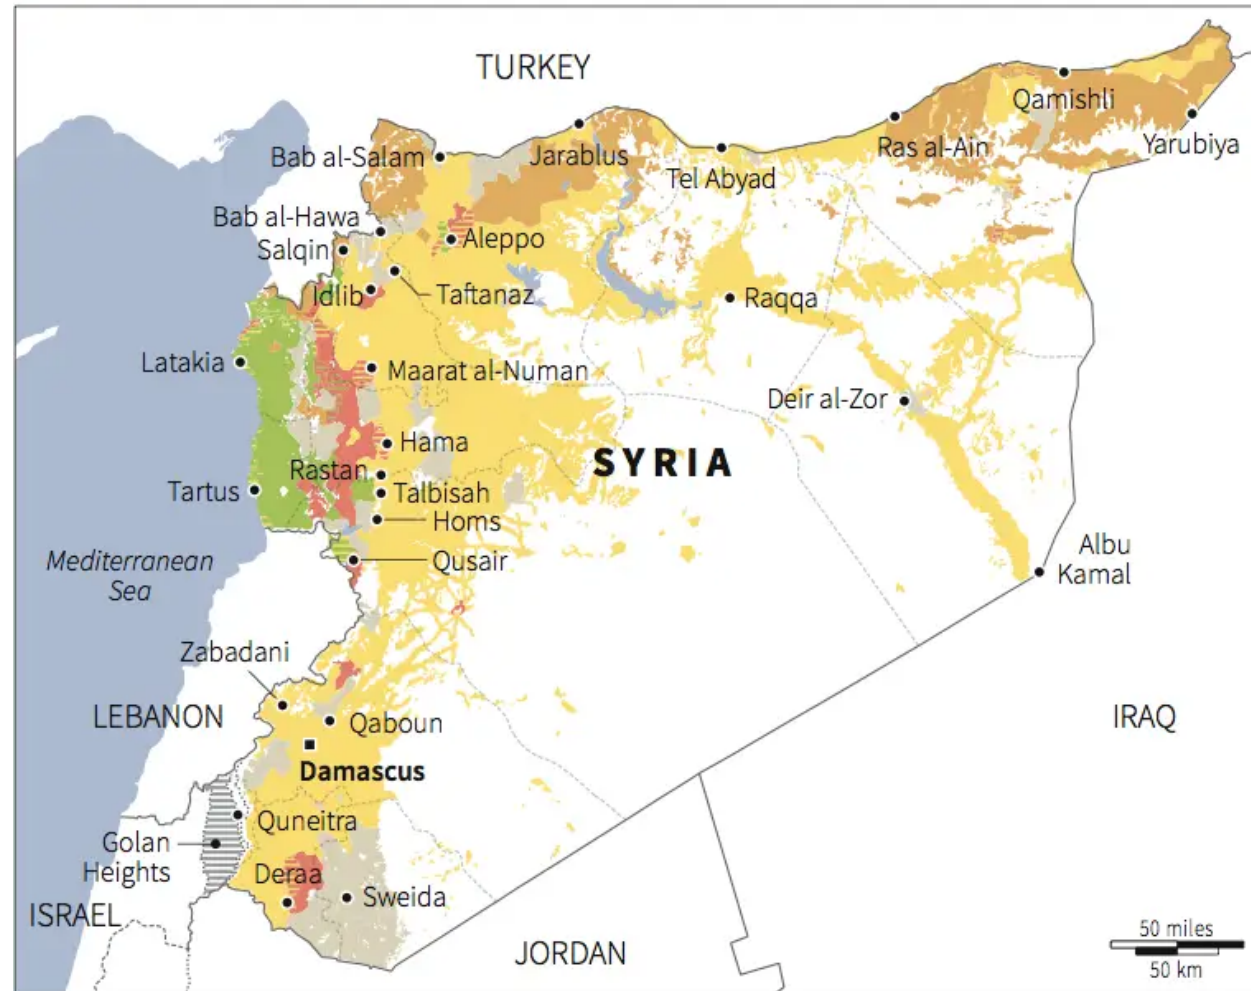 TURKEY
Qamishli
Bab al-Salam
Jarablus
Ras al-Ain
Yarubiya
Tel Abyad
Bab al-Hawa
Salqin
Aleppo
Idlib
Taftanaz
Raqqa
Latakia
Maarat al-Numan
Deir al-Zor
Hama
SYRIA
Rastan
Tartus
Talbisah
Homs
Mediterranean
Sea
Qusair
Albu
Kamal
Zabadani
LEBANON
Qaboun
IRAQ
Damascus
Quneitra
Golan
Heights
Deraa
Sweida
ISRAEL
JORDAN
50 miles
50 km